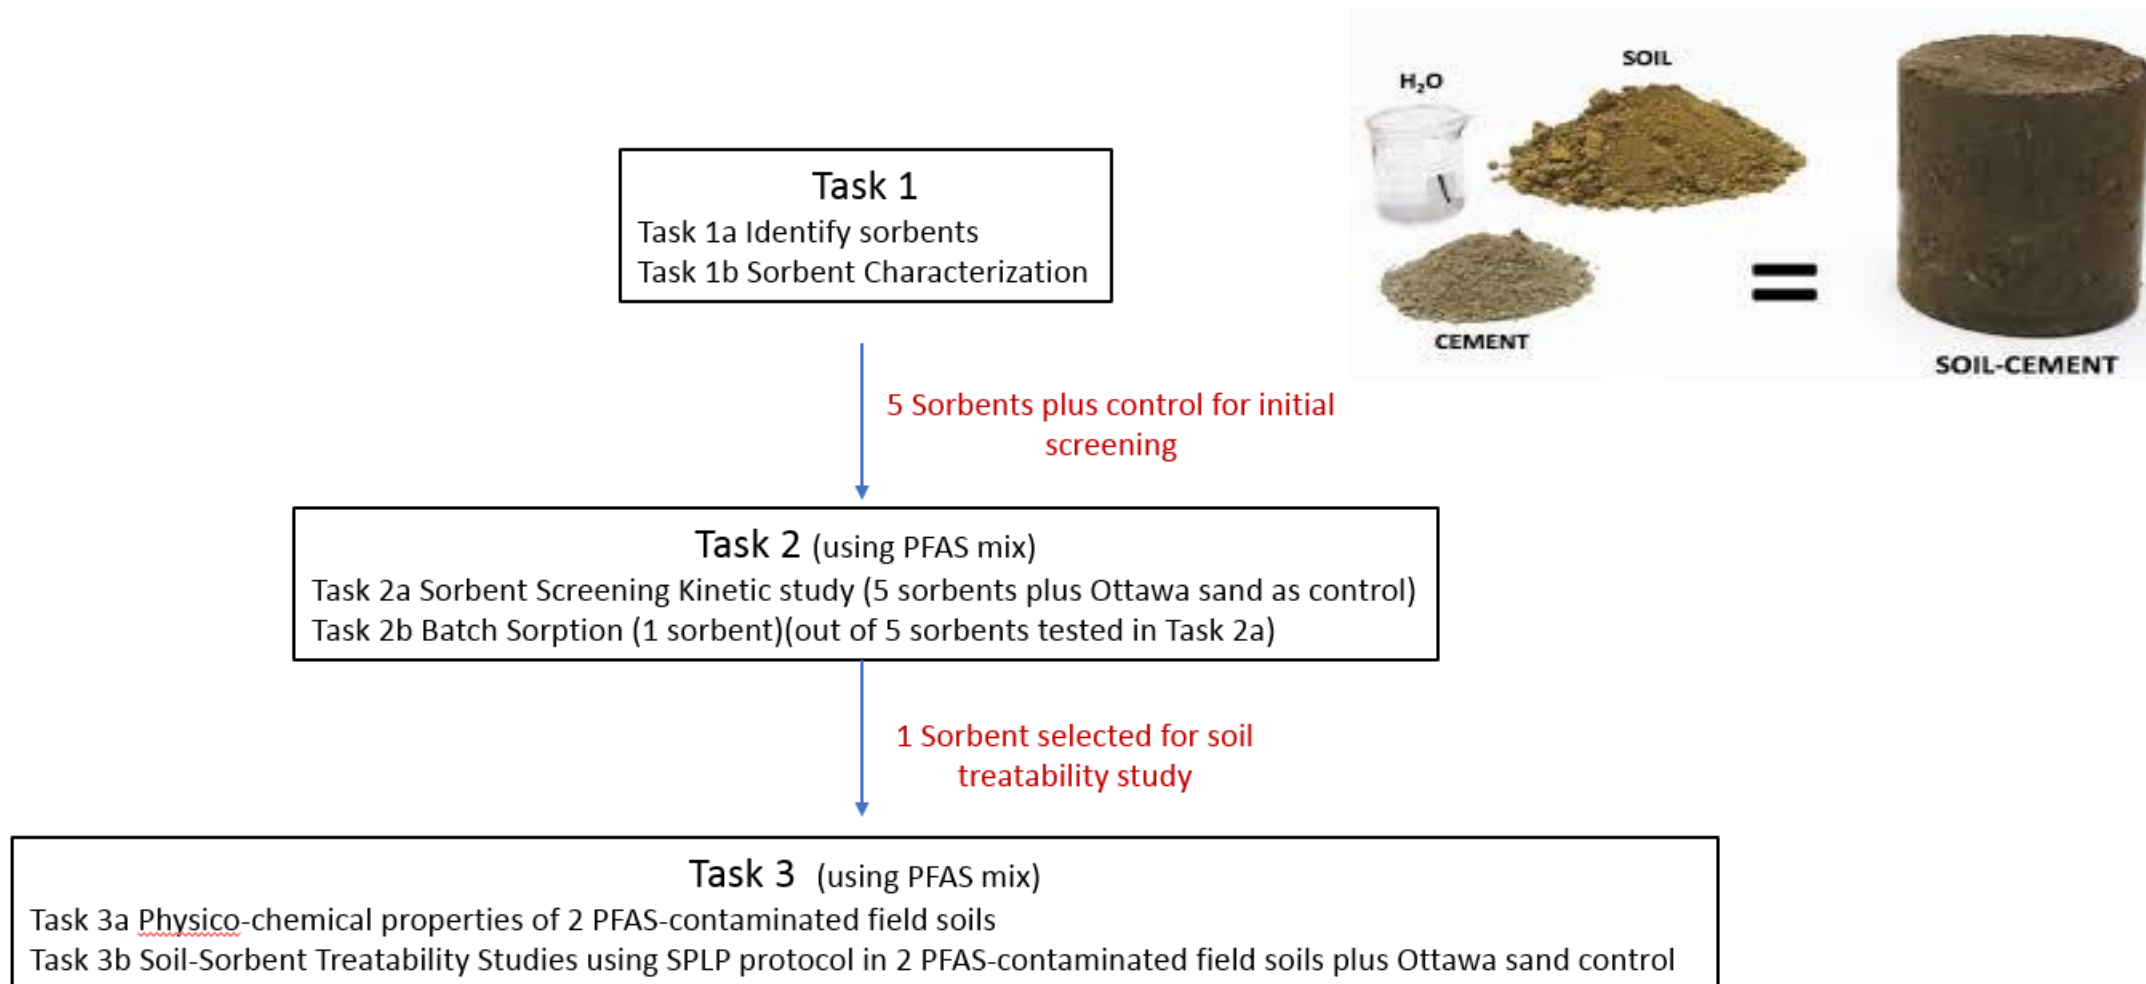 Task 1
Task 1a Identify sorbents
Task 1b Sorbent Characterization
H₂O
SOIL
CEMENT
=
SOIL-CEMENT
5 Sorbents plus control for initial
screening
Task 2 (using PFAS mix)
Task 2a Sorbent Screening Kinetic study (5 sorbents plus Ottawa sand as control)
Task 2b Batch Sorption (1 sorbent)(out of 5 sorbents tested in Task 2a)
1 Sorbent selected for soil
treatability study
Task 3 (using PFAS mix)
Task 3a Physico-chemical properties of 2 PFAS-contaminated field soils
Task 3b Soil-Sorbent Treatability Studies using SPLP protocol in 2 PFAS-contaminated field soils plus Ottawa sand control